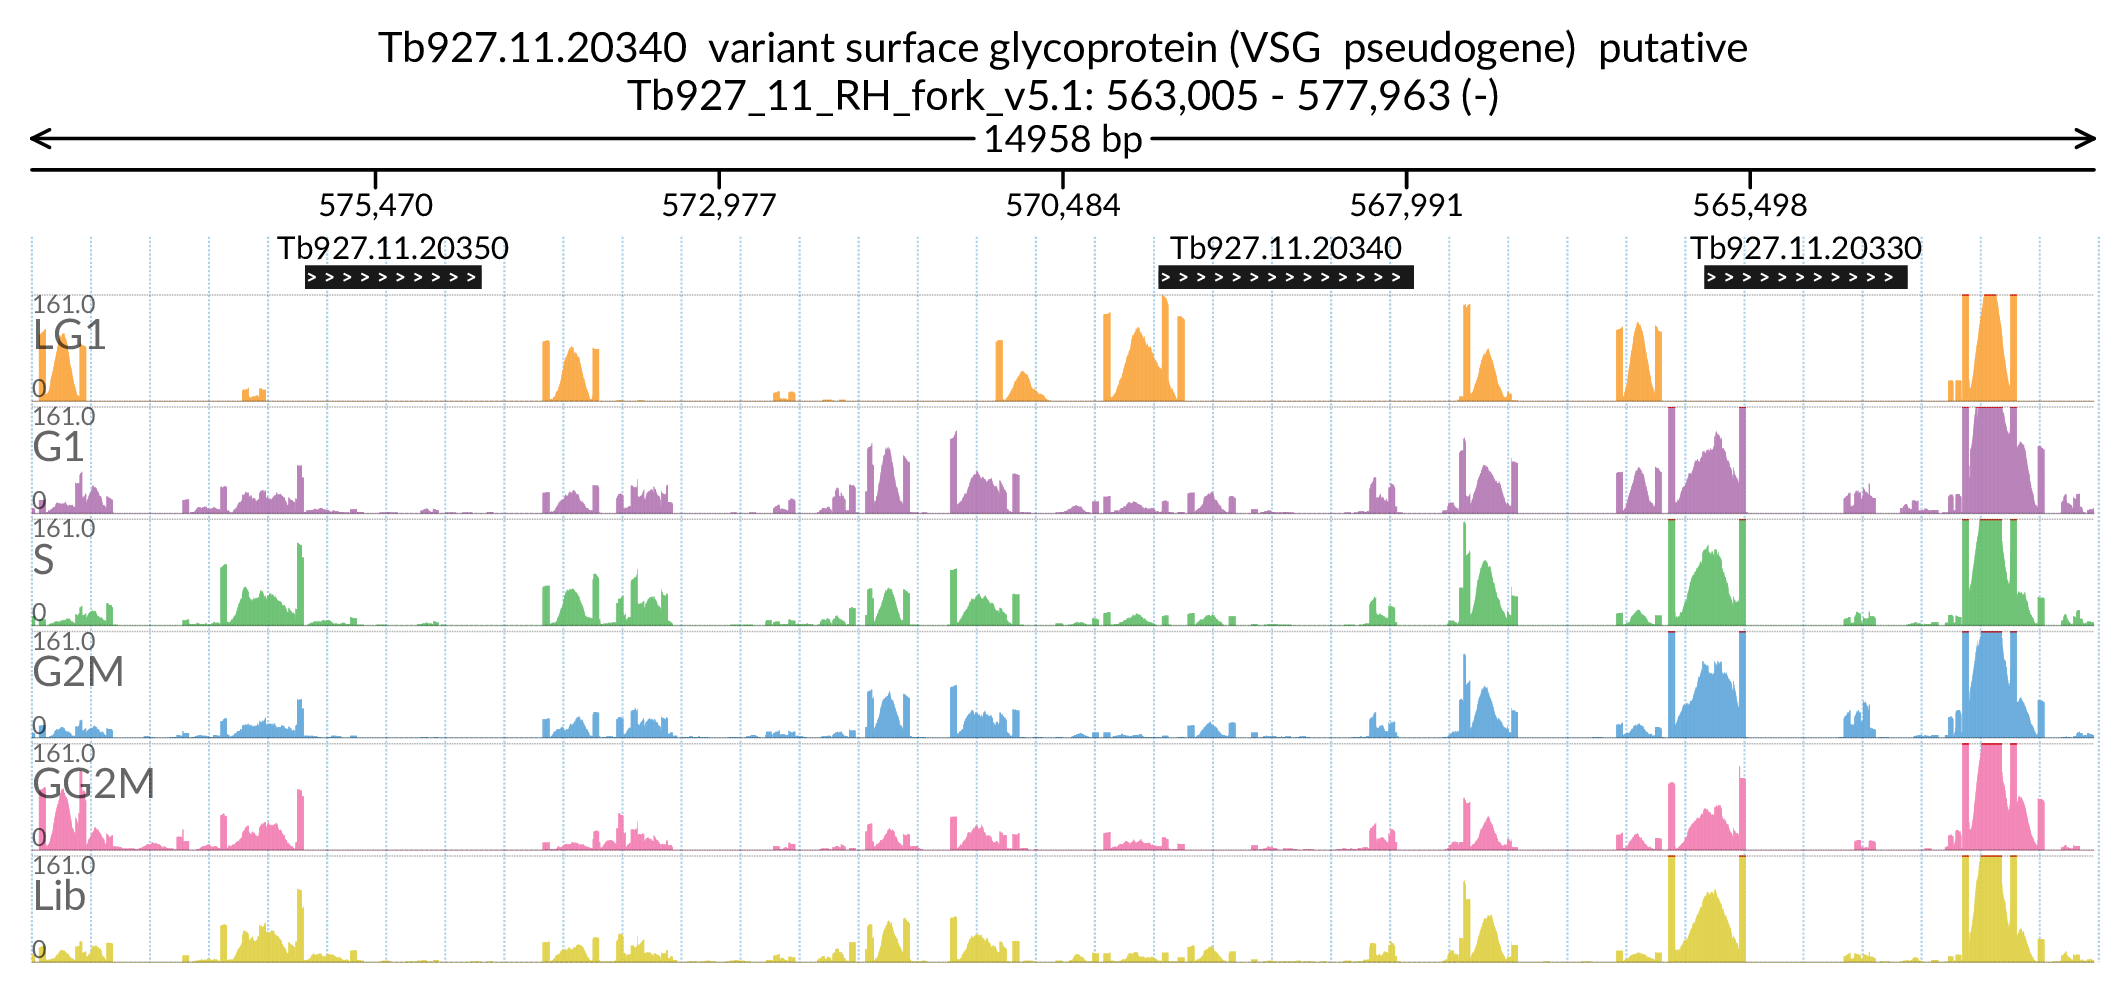 Tb927.11.20340 variant surface glycoprotein (VSG pseudogene) putative
Tb927_11_RH_fork_v5.1: 563,005 - 577,963 (-)
14958 bp
575,470 572,977 570,484 567,991 565,498
Tb927.11.20350 Tb927.11.20340 Tb927.11.20330
161.0
LG1
0
161.0
G1
0
161.0
S
0
161.0
G2M
0
161.0
GG2M
0
161.0
Lib
0